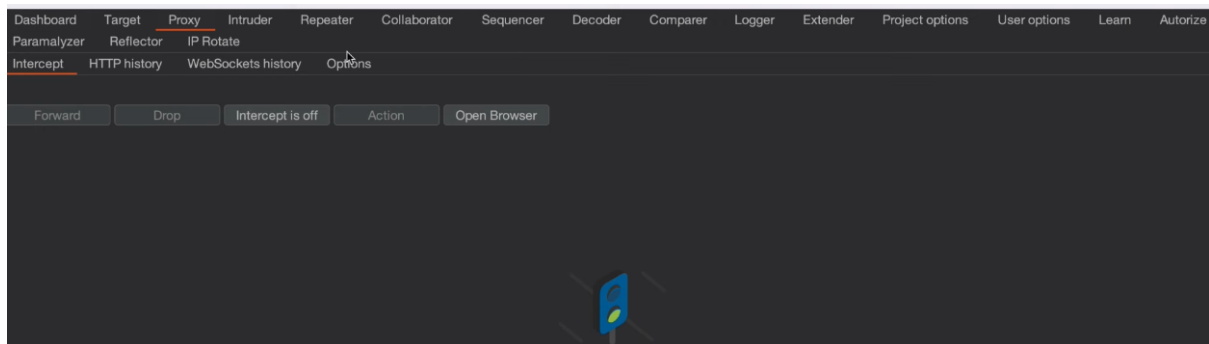 Dashboard Target Proxy Intruder Repeater Collaborator Sequencer Decoder Comparer Logger Extender Project options User options Learn Autorize
Paramalyzer Reflector IP Rotate
Intercept HTTP history WebSockets history Options
Forward Drop Intercept is off Action Open Browser